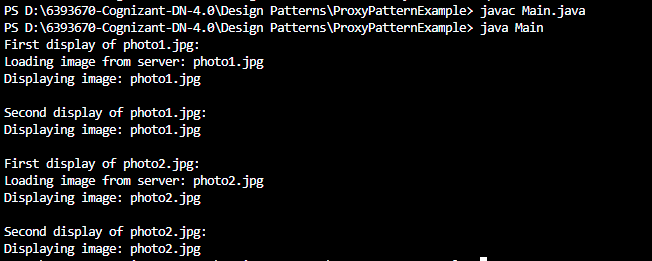 PS D:\6393670-Cognizant-DN-4.0\Design Patterns\ProxyPatternExample> javac Main.java
PS D:\6393670-Cognizant-DN-4.0\Design Patterns\ProxyPatternExample> java Main
First display of photo1.jpg:
Loading image from server: photo1.jpg
Displaying image: photo1.jpg
Second display of photo1.jpg:
Displaying image: photo1.jpg
First display of photo2.jpg:
Loading image from server: photo2.jpg
Displaying image: photo2.jpg
Second display of photo2.jpg:
Displaying image: photo2.jpg